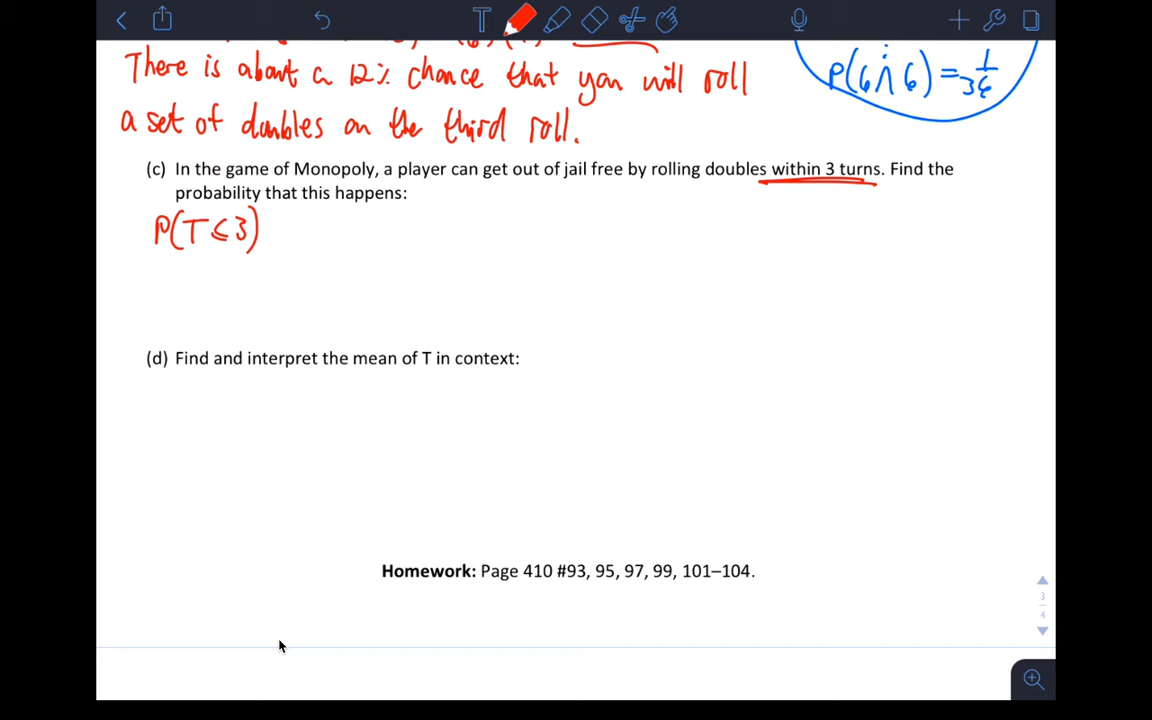 There is about a 12% chance that you will roll
P(6∩6)=1/36
a set of doubles on the third roll.
(c) In the game of Monopoly, a player can get out of jail free by rolling doubles within 3 turns. Find the
probability that this happens:
P(T≤3)
(d) Find and interpret the mean of T in context:
Homework: Page 410 #93, 95, 97, 99, 101–104.
3
4